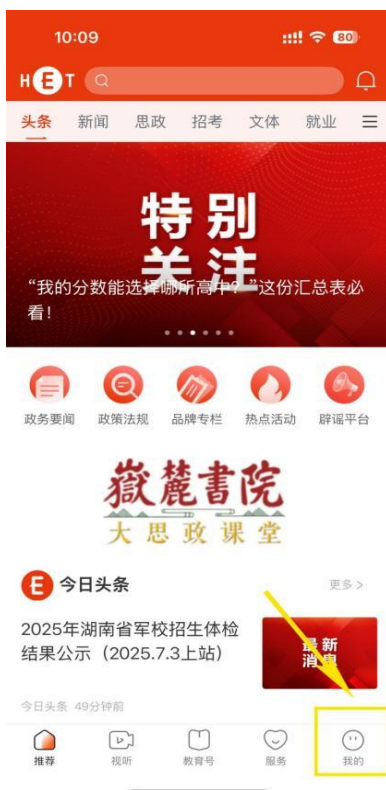 10:09
80
HET
头条 新闻 思政 招考 文体 就业
特别
关注
“我的分数能选择哪所高中?”这份汇总表必
看!
政务要闻 政策法规 品牌专栏 热点活动 辟谣平台
嶽麓書院
大思政课堂
E 今日头条 更多 >
2025年湖南省军校招生体检
结果公示(2025.7.3上站)
最新
消息
今日头条 49分钟前
推荐 视听 教育号 服务 我的